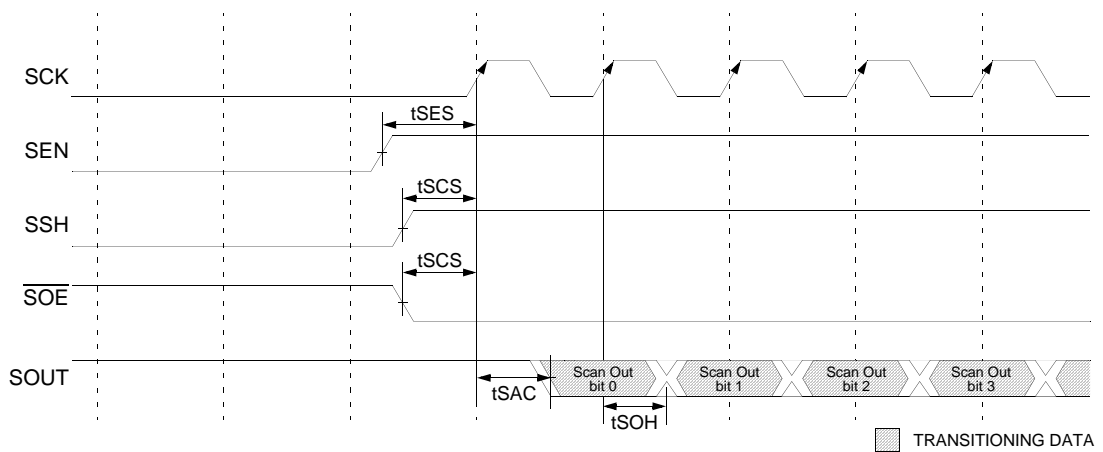 SCK
tSES
SEN
tSCS
SSH
tSCS
SOE
SOUT
Scan Out
bit 0
Scan Out
bit 1
Scan Out
bit 2
Scan Out
bit 3
tSAC
tSOH
TRANSITIONING DATA